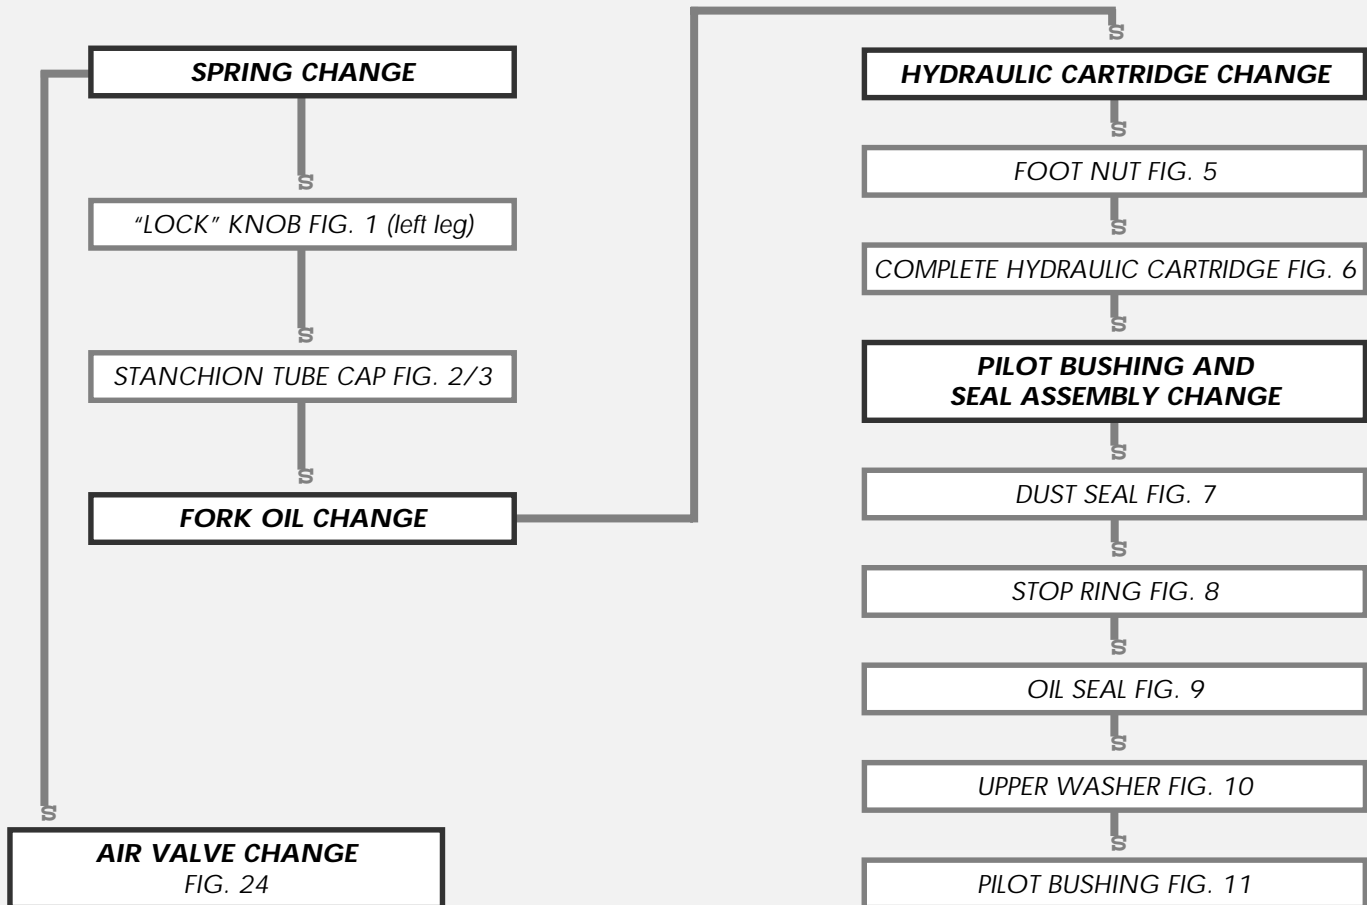 SPRING CHANGE
"LOCK" KNOB FIG. 1 (left leg)
STANCHION TUBE CAP FIG. 2/3
FORK OIL CHANGE
AIR VALVE CHANGE
FIG. 24
HYDRAULIC CARTRIDGE CHANGE
FOOT NUT FIG. 5
COMPLETE HYDRAULIC CARTRIDGE FIG. 6
PILOT BUSHING AND
SEAL ASSEMBLY CHANGE
DUST SEAL FIG. 7
STOP RING FIG. 8
OIL SEAL FIG. 9
UPPER WASHER FIG. 10
PILOT BUSHING FIG. 11
S
S
S
S
S
S
S
S
S
S
S
S
S